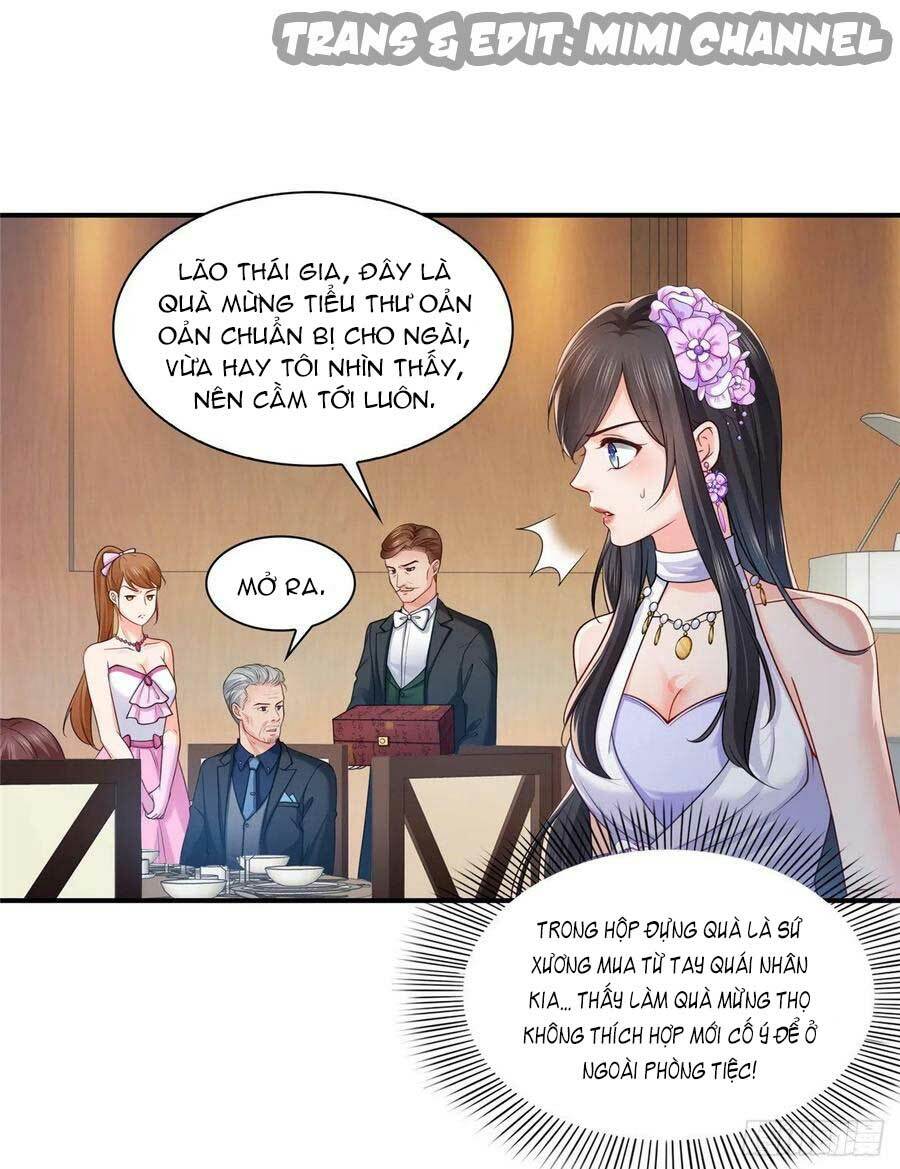 TRANS & EDIT: MIMI CHANNEL
LÃO THÁI GIA, ĐÂY LÀ
QUÀ MỪNG TIỂU THƯ OẢN
OẢN CHUẨN BỊ CHO NGÀI,
VỪA HAY TÔI NHÌN THẤY,
NÊN CẦM TỚI LUÔN.
MỞ RA.
TRONG HỘP ĐỰNG QUÀ LÀ SỨ
XƯƠNG MUA TỪ TAY QUÁI NHÂN
KIA... THẤY LÀM QUÀ MỪNG THỌ
KHÔNG THÍCH HỢP MỚI CỐ Ý ĐỂ Ở
NGOÀI PHÒNG TIỆC!